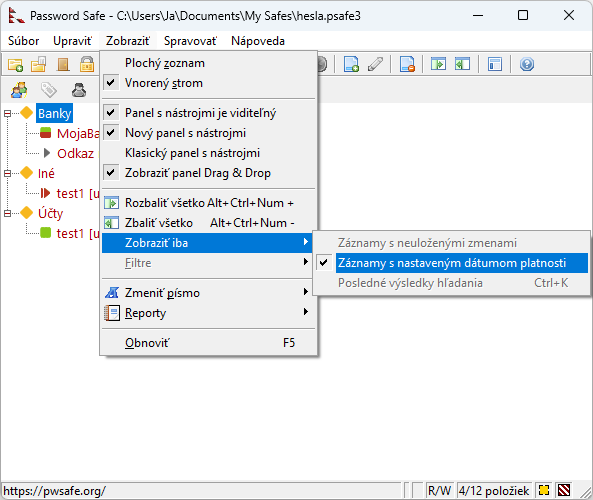 Password Safe - C:\Users\Ja\Documents\My Safes\hesla.psafe3
Súbor Upraviť Zobraziť Spravovať Nápoveda
Plochý zoznam
Vnorený strom
Panel s nástrojmi je viditeľný
Nový panel s nástrojmi
Klasický panel s nástrojmi
Zobraziť panel Drag & Drop
Rozbaliť všetko Alt+Ctrl+Num +
Zbaliť všetko Alt+Ctrl+Num -
Zobraziť iba
Filtre
Zmeniť písmo
Reporty
Obnoviť F5
Záznamy s neuloženými zmenami
Záznamy s nastaveným dátumom platnosti
Posledné výsledky hľadania Ctrl+K
Banky
MojaBa
Odkaz
Iné
test1 [u
Účty
test1 [u
https://pwsafe.org/ R/W 4/12 položiek